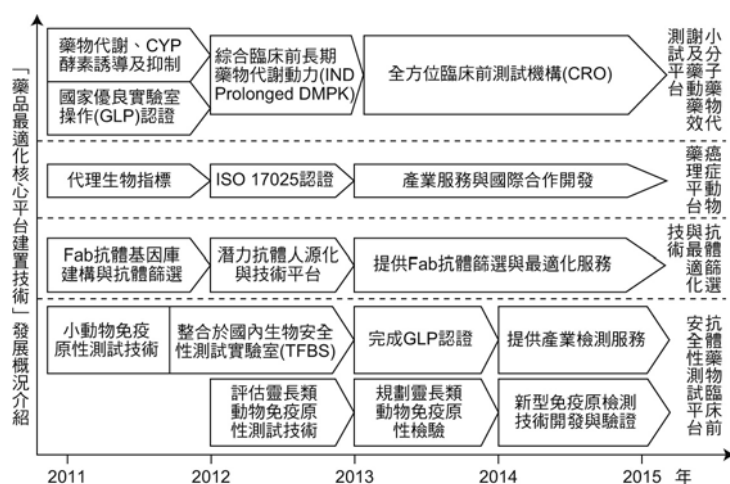 「藥品最適化核心平台建置技術」發展概況介紹
藥物代謝、CYP
酵素誘導及抑制
國家優良實驗室
操作(GLP)認證
綜合臨床前長期
藥物代謝動力(IND
Prolonged DMPK)
全方位臨床前測試機構(CRO)
小分子藥物代
謝及藥動藥效
測試平台
代理生物指標
ISO 17025認證
產業服務與國際合作開發
癌症動物
藥理平台
Fab抗體基因庫
建構與抗體篩選
潛力抗體人源化
與技術平台
提供Fab抗體篩選與最適化服務
抗體篩選
與最適化
技術
小動物免疫
原性測試技術
整合於國內生物安全
性測試實驗室(TFBS)
完成GLP認證
提供產業檢測服務
評估靈長類
動物免疫原
性測試技術
規劃靈長類
動物免疫原
性檢驗
新型免疫原檢測
技術開發與驗證
抗體藥物臨床前
安全性測試平台
2011
2012
2013
2014
2015
年